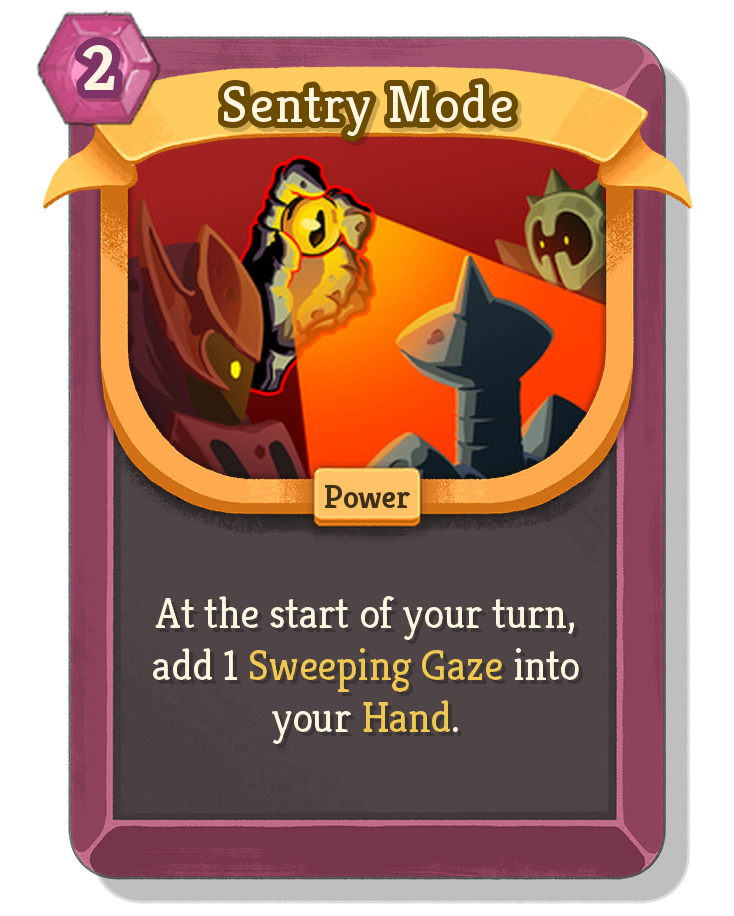 2
Sentry Mode
Power
At the start of your turn,
add 1 Sweeping Gaze into
your Hand.